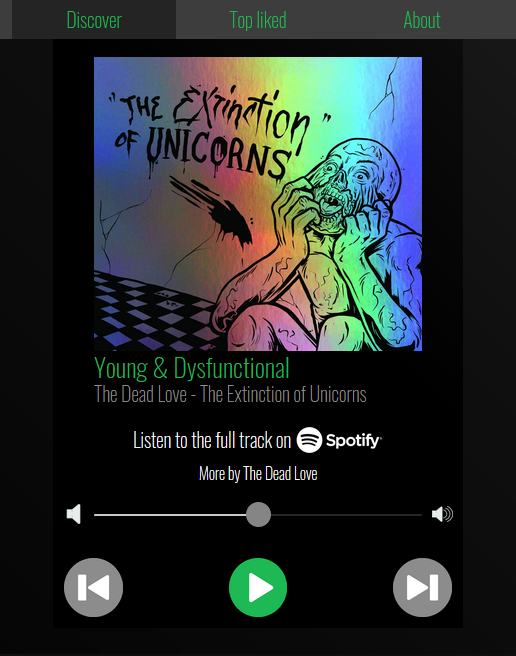 Discover Top liked About
"THE EXTINCTION"
OF UNICORNS
Young & Dysfunctional
The Dead Love - The Extinction of Unicorns
Listen to the full track on Spotify
More by The Dead Love